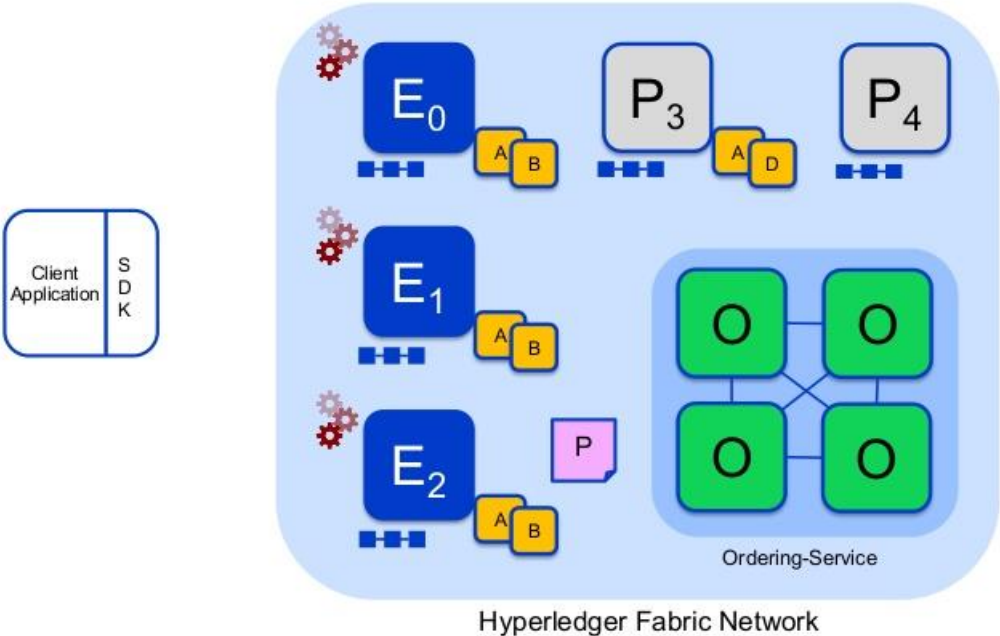 E0
A
B
P3
A
D
P4
Client
Application
S
D
K
E1
A
B
O
O
E2
A
B
P
O
O
Ordering-Service
Hyperledger Fabric Network